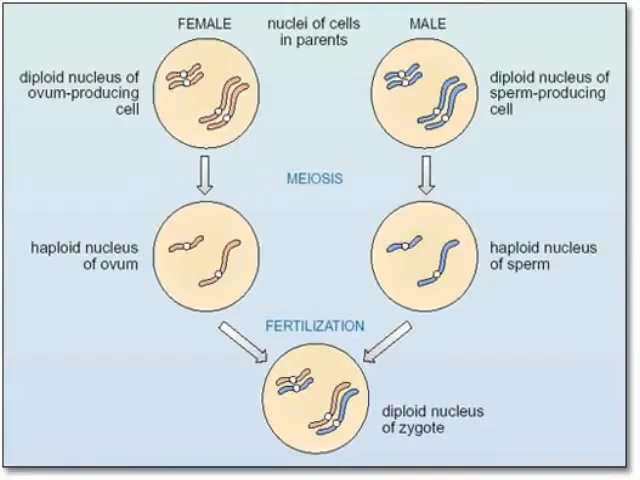 FEMALE
nuclei of cells
in parents
MALE
diploid nucleus of
ovum-producing
cell
diploid nucleus of
sperm-producing
cell
MEIOSIS
haploid nucleus
of ovum
haploid nucleus
of sperm
FERTILIZATION
diploid nucleus
of zygote